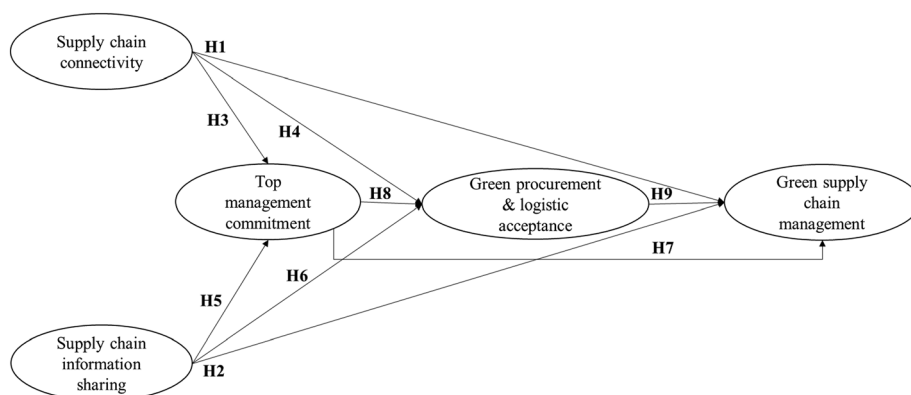 Supply chain
connectivity
H1
H3
H4
Top
management
commitment
H8
Green procurement
& logistic
acceptance
H9
Green supply
chain
management
H7
H6
H5
Supply chain
information
sharing
H2